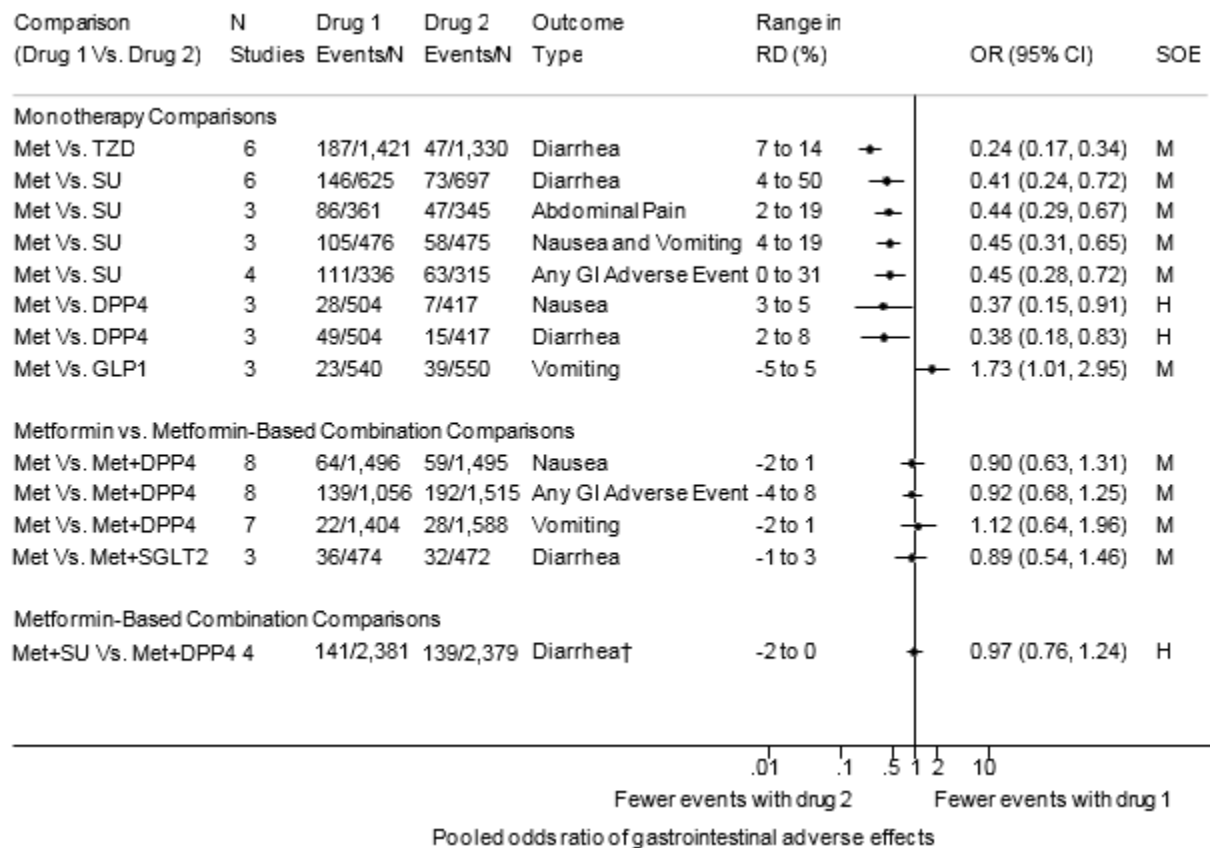 Comparison N Drug 1 Drug 2 Outcome Range in
(Drug 1 Vs. Drug 2) Studies Events/N Events/N Type RD (%) OR (95% CI) SOE
Monotherapy Comparisons
Met Vs. TZD 6 187/1,421 47/1,330 Diarrhea 7 to 14 0.24 (0.17, 0.34) M
Met Vs. SU 6 146/625 73/697 Diarrhea 4 to 50 0.41 (0.24, 0.72) M
Met Vs. SU 3 86/361 47/345 Abdominal Pain 2 to 19 0.44 (0.29, 0.67) M
Met Vs. SU 3 105/476 58/475 Nausea and Vomiting 4 to 19 0.45 (0.31, 0.65) M
Met Vs. SU 4 111/336 63/315 Any GI Adverse Event 0 to 31 0.45 (0.28, 0.72) M
Met Vs. DPP4 3 28/504 7/417 Nausea 3 to 5 0.37 (0.15, 0.91) H
Met Vs. DPP4 3 49/504 15/417 Diarrhea 2 to 8 0.38 (0.18, 0.83) H
Met Vs. GLP1 3 23/540 39/550 Vomiting -5 to 5 1.73 (1.01, 2.95) M
Metformin vs. Metformin-Based Combination Comparisons
Met Vs. Met+DPP4 8 64/1,496 59/1,495 Nausea -2 to 1 0.90 (0.63, 1.31) M
Met Vs. Met+DPP4 8 139/1,056 192/1,515 Any GI Adverse Event -4 to 8 0.92 (0.68, 1.25) M
Met Vs. Met+DPP4 7 22/1,404 28/1,588 Vomiting -2 to 1 1.12 (0.64, 1.96) M
Met Vs. Met+SGLT2 3 36/474 32/472 Diarrhea -1 to 3 0.89 (0.54, 1.46) M
Metformin-Based Combination Comparisons
Met+SU Vs. Met+DPP4 4 141/2,381 139/2,379 Diarrhea† -2 to 0 0.97 (0.76, 1.24) H
.01 .1 .5 1 2 10
Fewer events with drug 2 Fewer events with drug 1
Pooled odds ratio of gastrointestinal adverse effects